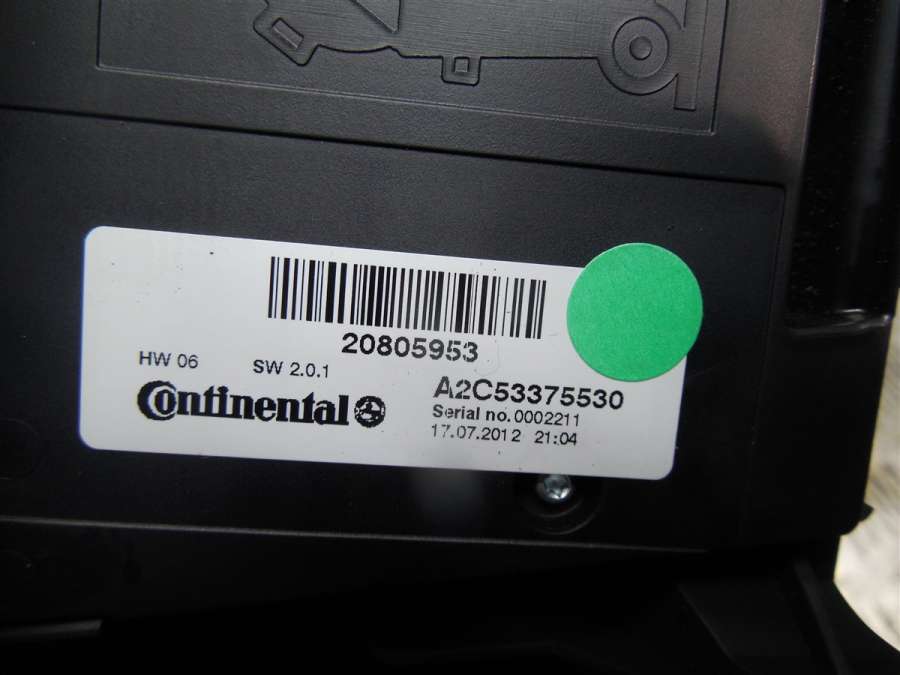 20805953
HW 06 SW 2.0.1
A2C53375530
Continental
Serial no.0002211
17.07.2012 21:04